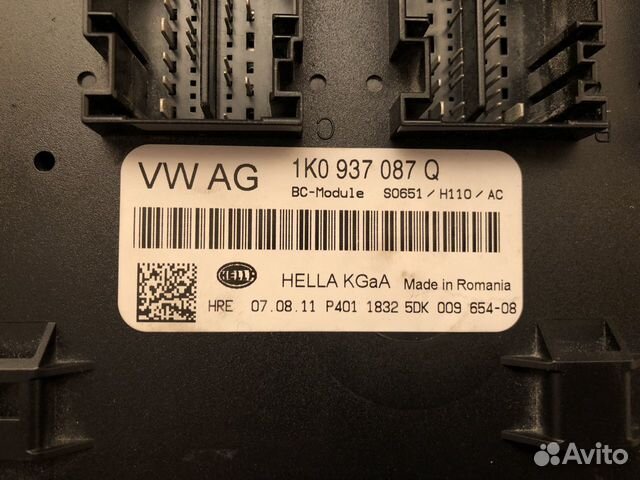 VW AG
1K0 937 087 Q
BC-Module S0651 / H110 / AC
HELLA
HELLA KGaA Made in Romania
HRE 07.08.11 P401 1832 5DK 009 654-08
Avito